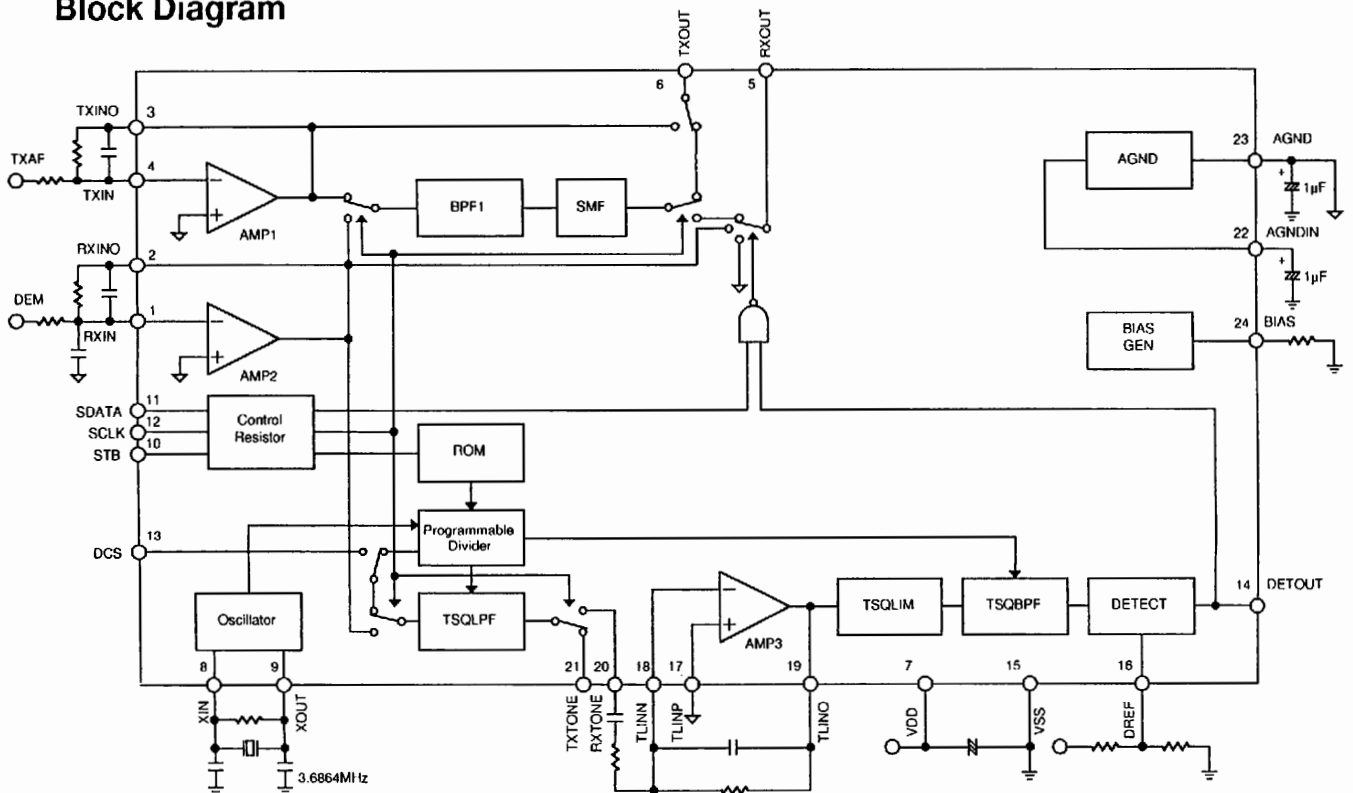 Block Diagram
TXOUT
RXOUT
6
5
TXINO
3
TXAF
4
TXIN
−
+
AMP1
BPF1
SMF
AGND
23
AGND
+
1µF
22
AGNDIN
+
1µF
RXINO
2
DEM
1
RXIN
−
+
AMP2
BIAS
GEN
24
BIAS
SDATA
11
SCLK
12
STB
10
Control
Resistor
ROM
DCS
13
Programmable
Divider
Oscillator
TSQLPF
−
+
AMP3
TSQLIM
TSQBPF
DETECT
14
DETOUT
8
9
21
20
18
17
19
7
15
16
XIN
XOUT
TXTONE
RXTONE
TLINN
TLINP
TLINO
VDD
VSS
DREF
3.6864MHz